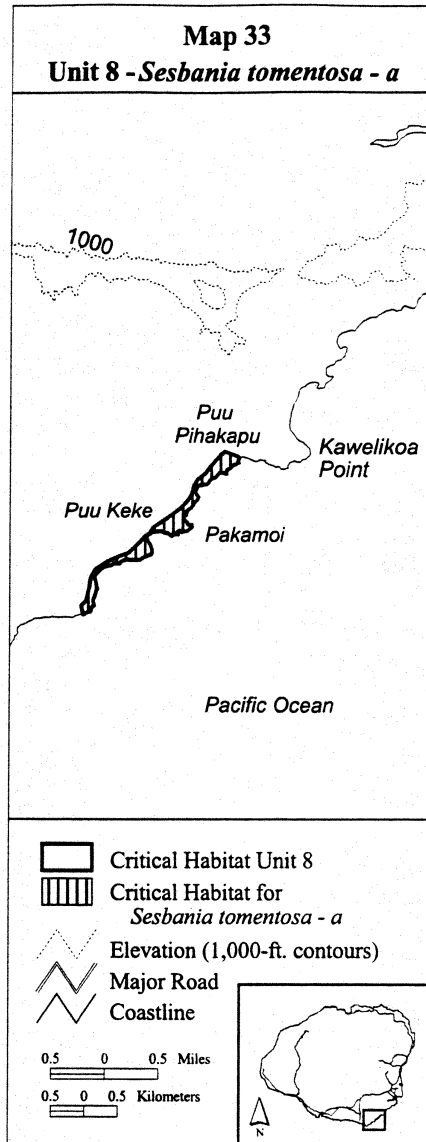 Map 33
Unit 8 - Sesbania tomentosa - a
1000
Puu
Pihakapu
Kawelikoa
Point
Puu Keke
Pakamoi
Pacific Ocean
Critical Habitat Unit 8
Critical Habitat for
Sesbania tomentosa - a
Elevation (1,000-ft. contours)
Major Road
Coastline
0.5 0 0.5 Miles
0.5 0 0.5 Kilometers
N